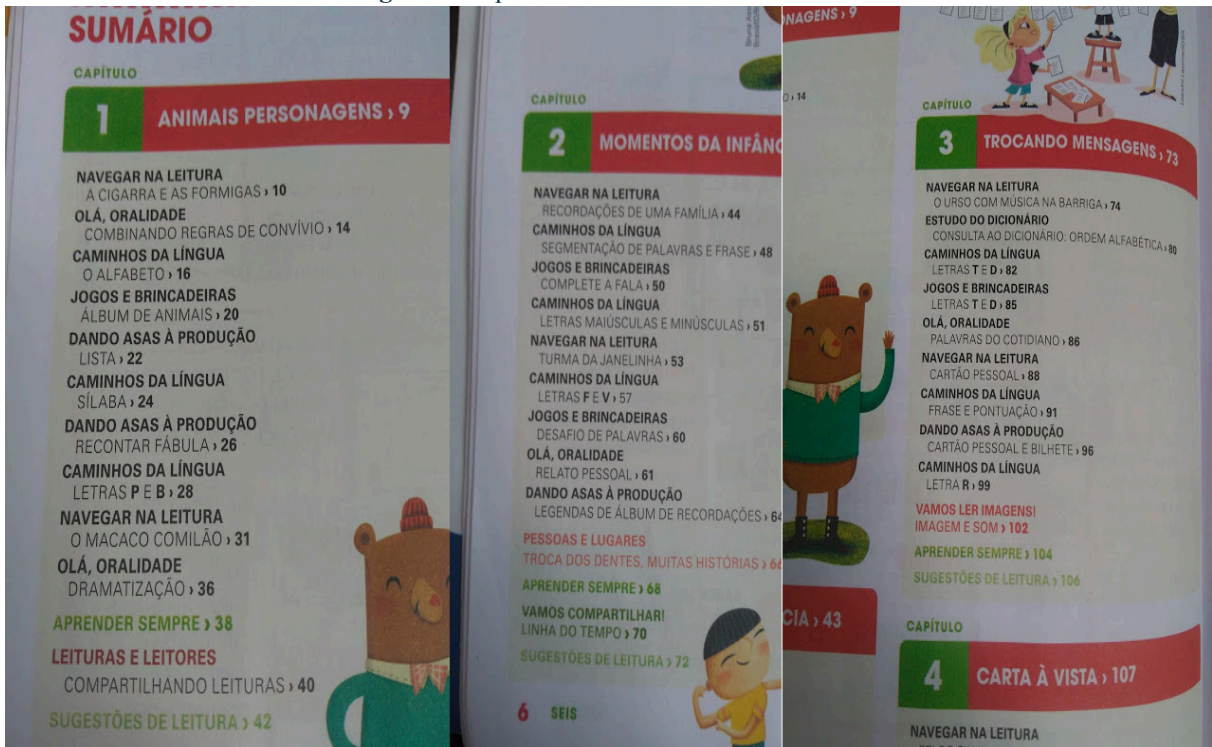 SUMÁRIO
CAPÍTULO
1 ANIMAIS PERSONAGENS › 9
NAVEGAR NA LEITURA
A CIGARRA E AS FORMIGAS › 10
OLÁ, ORALIDADE
COMBINANDO REGRAS DE CONVÍVIO › 14
CAMINHOS DA LÍNGUA
O ALFABETO › 16
JOGOS E BRINCADEIRAS
ÁLBUM DE ANIMAIS › 20
DANDO ASAS À PRODUÇÃO
LISTA › 22
CAMINHOS DA LÍNGUA
SÍLABA › 24
DANDO ASAS À PRODUÇÃO
RECONTAR FÁBULA › 26
CAMINHOS DA LÍNGUA
LETRAS P E B › 28
NAVEGAR NA LEITURA
O MACACO COMILÃO › 31
OLÁ, ORALIDADE
DRAMATIZAÇÃO › 36
APRENDER SEMPRE › 38
LEITURAS E LEITORES
COMPARTILHANDO LEITURAS › 40
SUGESTÕES DE LEITURA › 42
CAPÍTULO
2 MOMENTOS DA INFÂNC
NAVEGAR NA LEITURA
RECORDAÇÕES DE UMA FAMÍLIA › 44
CAMINHOS DA LÍNGUA
SEGMENTAÇÃO DE PALAVRAS E FRASE › 48
JOGOS E BRINCADEIRAS
COMPLETE A FALA › 50
CAMINHOS DA LÍNGUA
LETRAS MAIÚSCULAS E MINÚSCULAS › 51
NAVEGAR NA LEITURA
TURMA DA JANELINHA › 53
CAMINHOS DA LÍNGUA
LETRAS F E V › 57
JOGOS E BRINCADEIRAS
DESAFIO DE PALAVRAS › 60
OLÁ, ORALIDADE
RELATO PESSOAL › 61
DANDO ASAS À PRODUÇÃO
LEGENDAS DE ÁLBUM DE RECORDAÇÕES › 64
PESSOAS E LUGARES
TROCA DOS DENTES, MUITAS HISTÓRIAS › 66
APRENDER SEMPRE › 68
VAMOS COMPARTILHAR!
LINHA DO TEMPO › 70
SUGESTÕES DE LEITURA › 72
6 SEIS
ONAGENS › 9
O › 14
CIA › 43
CAPÍTULO
3 TROCANDO MENSAGENS › 73
NAVEGAR NA LEITURA
O URSO COM MÚSICA NA BARRIGA › 74
ESTUDO DO DICIONÁRIO
CONSULTA AO DICIONÁRIO: ORDEM ALFABÉTICA › 80
CAMINHOS DA LÍNGUA
LETRAS T E D › 82
JOGOS E BRINCADEIRAS
LETRAS T E D › 85
OLÁ, ORALIDADE
PALAVRAS DO COTIDIANO › 86
NAVEGAR NA LEITURA
CARTÃO PESSOAL › 88
CAMINHOS DA LÍNGUA
FRASE E PONTUAÇÃO › 91
DANDO ASAS À PRODUÇÃO
CARTÃO PESSOAL E BILHETE › 96
CAMINHOS DA LÍNGUA
LETRA R › 99
VAMOS LER IMAGENS!
IMAGEM E SOM › 102
APRENDER SEMPRE › 104
SUGESTÕES DE LEITURA › 106
CAPÍTULO
4 CARTA À VISTA › 107
NAVEGAR NA LEITURA